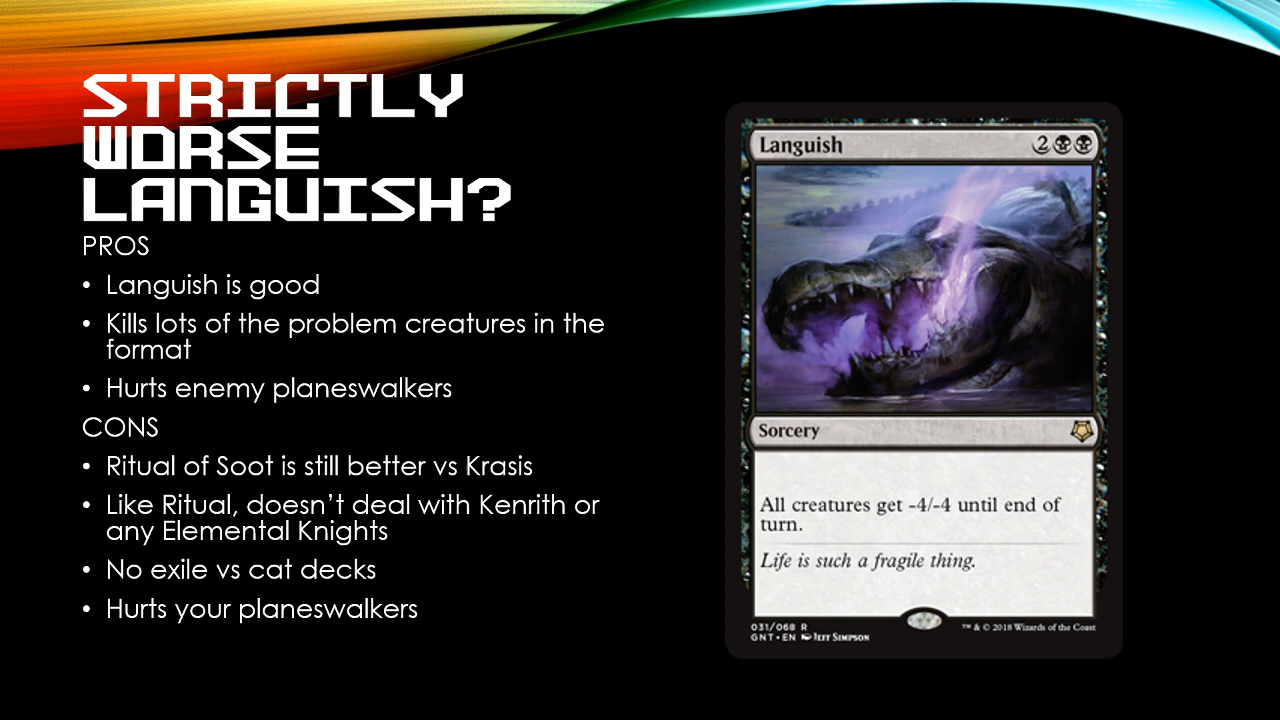 STRICTLY
WORSE
LANGUISH?
PROS
• Languish is good
• Kills lots of the problem creatures in the
format
• Hurts enemy planeswalkers
CONS
• Ritual of Soot is still better vs Krasis
• Like Ritual, doesn’t deal with Kenrith or
any Elemental Knights
• No exile vs cat decks
• Hurts your planeswalkers
Languish 2
Sorcery
All creatures get -4/-4 until end of
turn.
Life is such a fragile thing.
031/068 R
GNT • EN JEFF SIMPSON
™ & © 2018 Wizards of the Coast